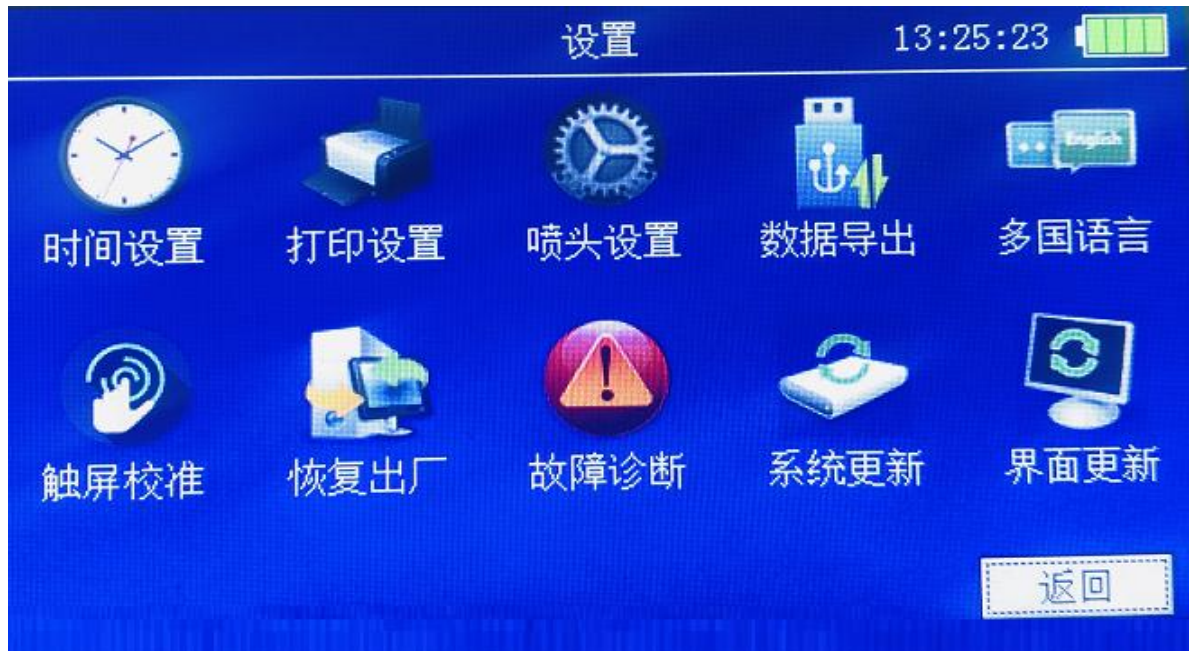 设置 13:25:23
时间设置 打印设置 喷头设置 数据导出 多国语言
English
触屏校准 恢复出厂 故障诊断 系统更新 界面更新
返回